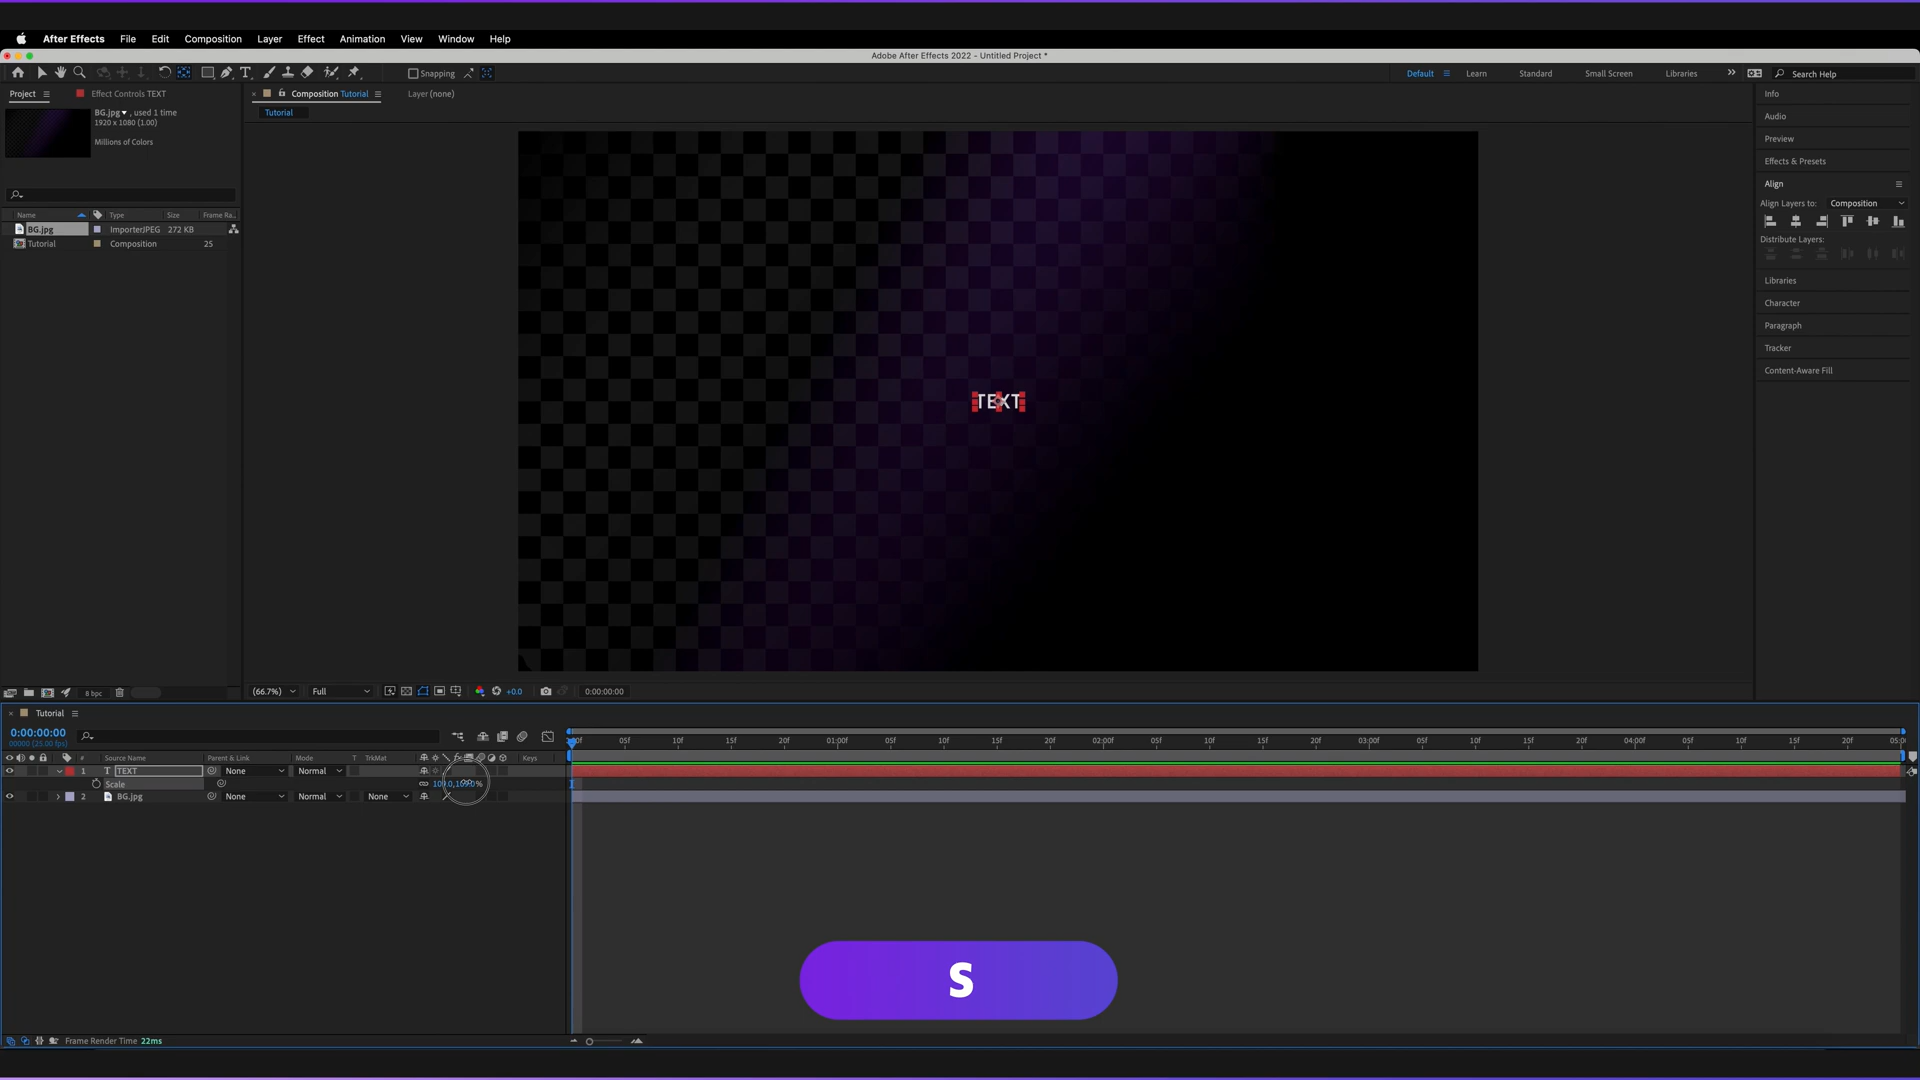 After Effects File Edit Composition Layer Effect Animation View Window Help
Adobe After Effects 2022 - Untitled Project *
Snapping
Default Learn Standard Small Screen Libraries Search Help
Project
Effect Controls TEXT
Composition Tutorial
Layer (none)
Tutorial
BG.jpg , used 1 time
1920 x 1080 (1.00)
Millions of Colors
Name Type Size Frame Ra...
BG.jpg ImporterJPEG 272 KB
Tutorial Composition 25
Info
Audio
Preview
Effects & Presets
Align
Align Layers to: Composition
Distribute Layers:
Libraries
Character
Paragraph
Tracker
Content-Aware Fill
TEXT
8 bpc
(66.7%) Full +0.0 0:00:00:00
Tutorial
0:00:00:00
00000 (25.00 fps)
05f 10f 15f 20f 01:00f 05f 10f 15f 20f 02:00f 05f 10f 15f 20f 03:00f 05f 10f 15f 20f 04:00f 05f 10f 15f 20f
# Source Name Parent & Link Mode T TrkMat Keys
1 T TEXT None Normal
Scale
2 BG.jpg None Normal None
S
Frame Render Time 22ms